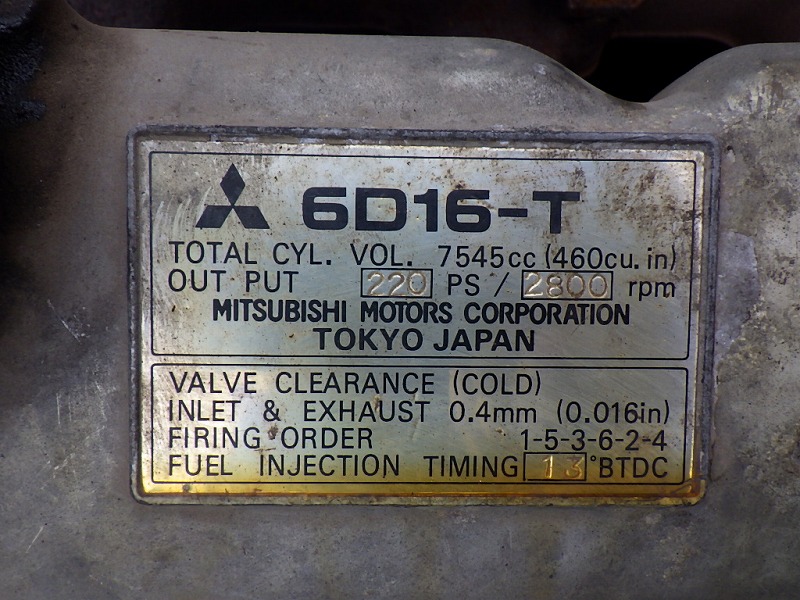 6D16-T
TOTAL CYL. VOL. 7545cc (460cu. in)
OUT PUT 220 PS / 2800 rpm
MITSUBISHI MOTORS CORPORATION
TOKYO JAPAN
VALVE CLEARANCE (COLD)
INLET & EXHAUST 0.4mm (0.016in)
FIRING ORDER 1-5-3-6-2-4
FUEL INJECTION TIMING 13 °BTDC